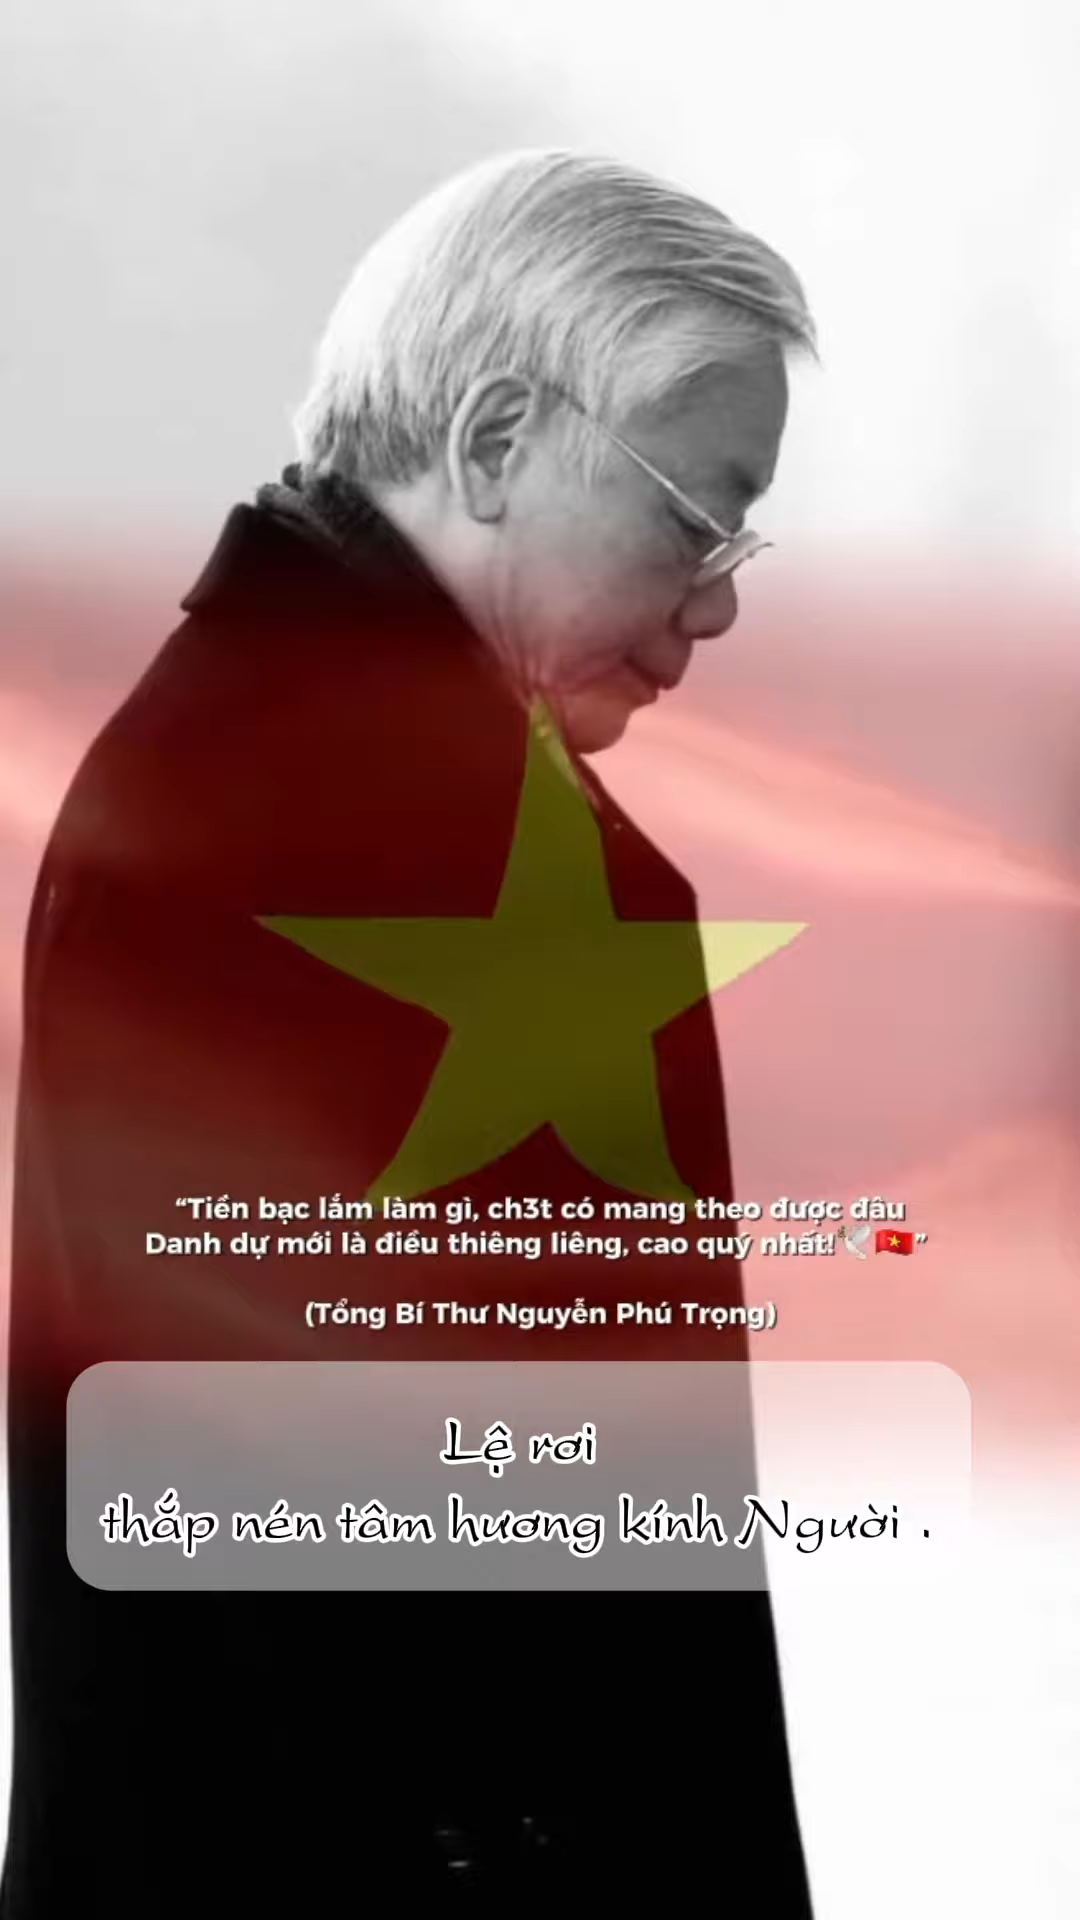 “Tiền bạc lắm làm gì, ch3t có mang theo được đâu
Danh dự mới là điều thiêng liêng, cao quý nhất!🕊️🇻🇳”
(Tổng Bí Thư Nguyễn Phú Trọng)
Lệ rơi
thắp nén tâm hương kính Người .